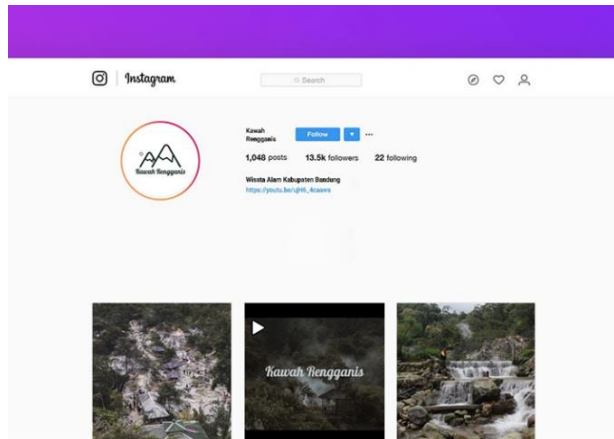 Instagram
Search
Kawah Rengganis
Kawah
Rengganis
Follow
1,048 posts 13.5k followers 22 following
Wisata Alam Kabupaten Bandung
Kawah Rengganis